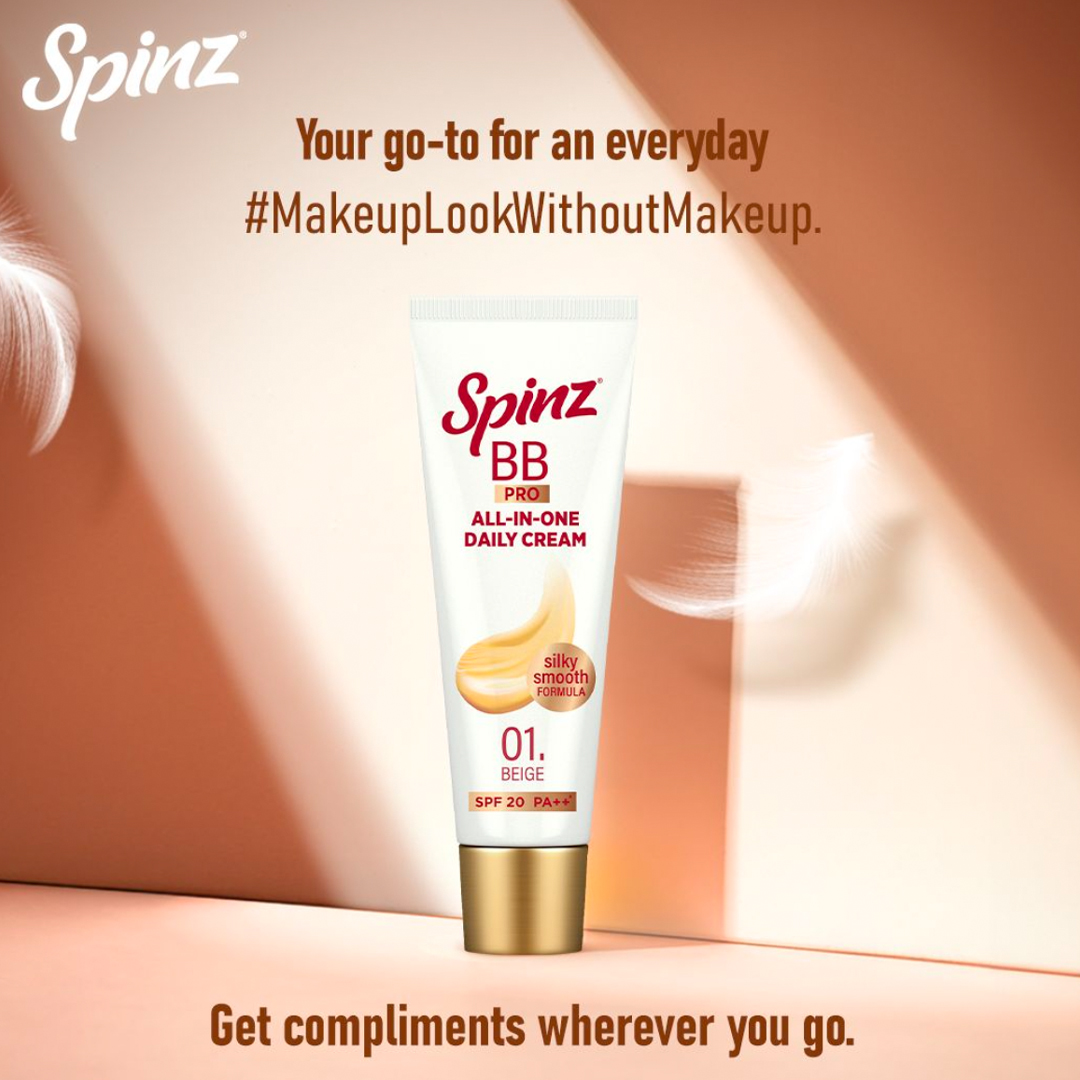 Spinz®
Your go-to for an everyday
#MakeupLookWithoutMakeup.
Spinz®
BB
PRO
ALL-IN-ONE
DAILY CREAM
silky
smooth
FORMULA
01.
BEIGE
SPF 20 PA++*
Get compliments wherever you go.